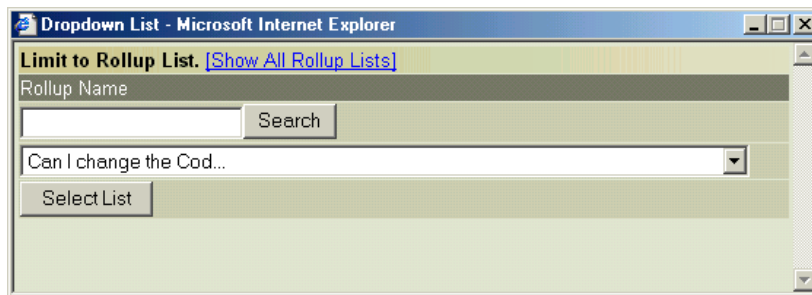 Dropdown List - Microsoft Internet Explorer
Limit to Rollup List. [Show All Rollup Lists]
Rollup Name
Search
Can I change the Cod...
Select List